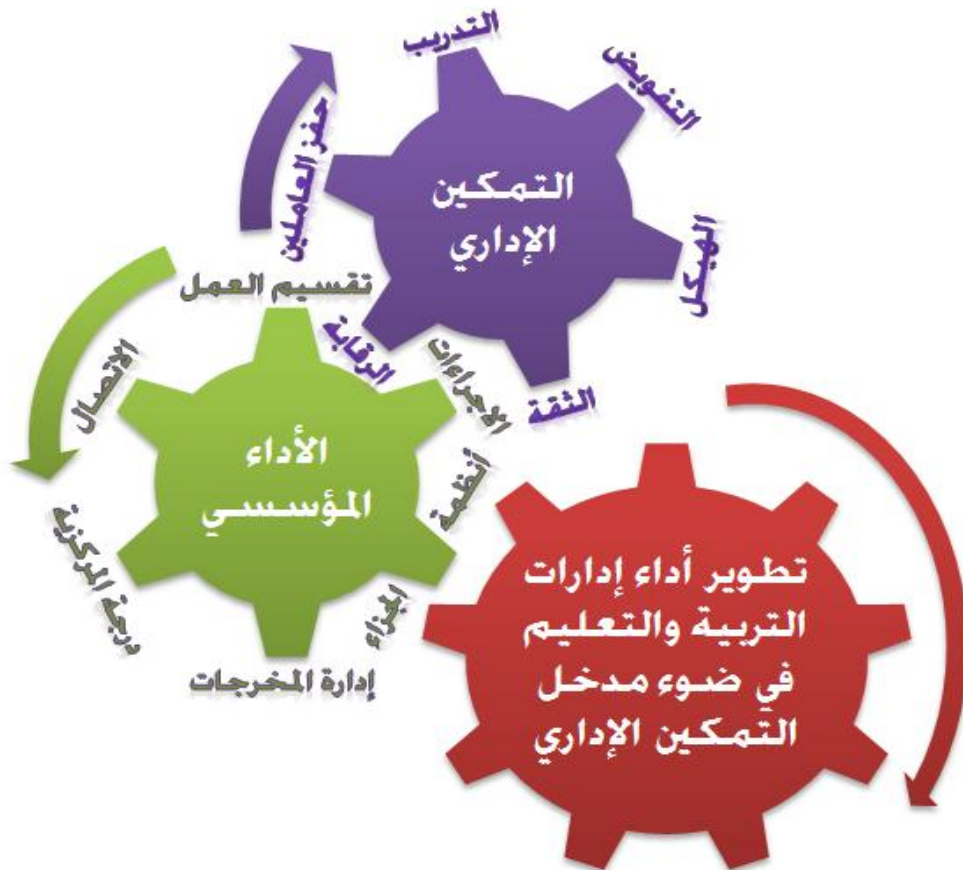 التدريب
التفويض
حفز العاملين
التمكين
الإداري
الهيكل
الرقابة
الثقة
تقسيم العمل
الاتصال
الاجراءات
الأداء
المؤسسي
أنظمة
الجزاء
درجة المركزية
إدارة المخرجات
تطوير أداء إدارات
التربية والتعليم
في ضوء مدخل
التمكين الإداري